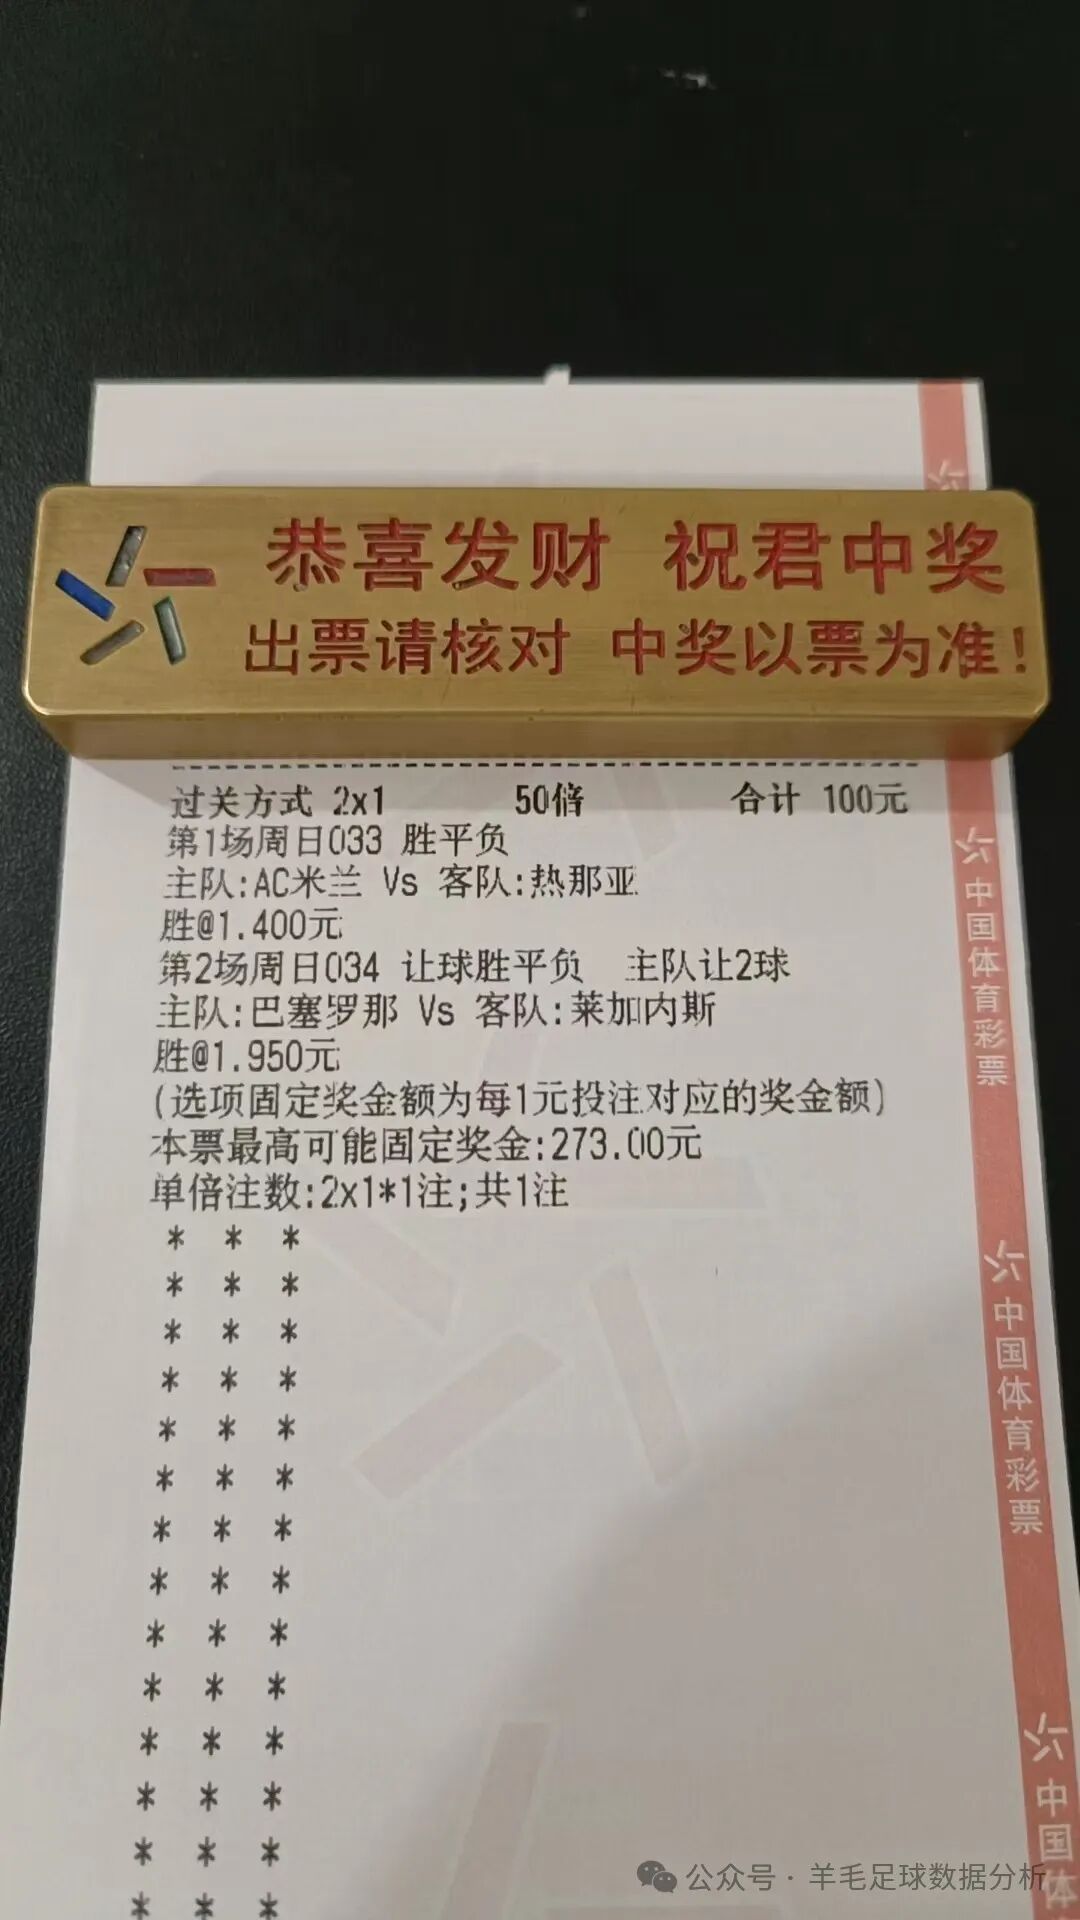 恭喜发财 祝君中奖
出票请核对 中奖以票为准!
过关方式 2x1 50倍 合计 100元
第1场周日033 胜平负
主队:AC米兰 Vs 客队:热那亚
胜@1.400元
第2场周日034 让球胜平负 主队让2球
主队:巴塞罗那 Vs 客队:莱加内斯
胜@1.950元
(选项固定奖金额为每1元投注对应的奖金额)
本票最高可能固定奖金:273.00元
单倍注数:2x1*1注;共1注
* * *
* * *
* * *
* * *
* * *
* * *
* * *
* * *
* * *
* * *
* * *
* * *
* * *
* * *
中国体育彩票
中国体育彩票
中国体
公众号·羊毛足球数据分析